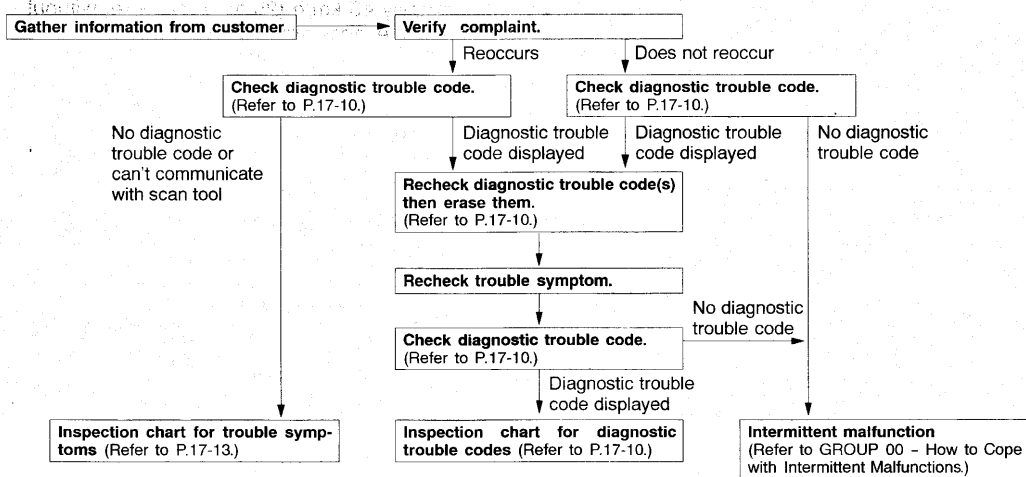 Gather information from customer
Verify complaint.
Reoccurs
Does not reoccur
Check diagnostic trouble code.
(Refer to P.17-10.)
Check diagnostic trouble code.
(Refer to P.17-10.)
No diagnostic
trouble code or
can't communicate
with scan tool
Diagnostic trouble
code displayed
Diagnostic trouble
code displayed
No diagnostic
trouble code
Recheck diagnostic trouble code(s)
then erase them.
(Refer to P.17-10.)
Recheck trouble symptom.
No diagnostic
trouble code
Check diagnostic trouble code.
(Refer to P.17-10.)
Diagnostic trouble
code displayed
Inspection chart for trouble symp-
toms (Refer to P.17-13.)
Inspection chart for diagnostic
trouble codes (Refer to P.17-10.)
Intermittent malfunction
(Refer to GROUP 00 - How to Cope
with Intermittent Malfunctions.)